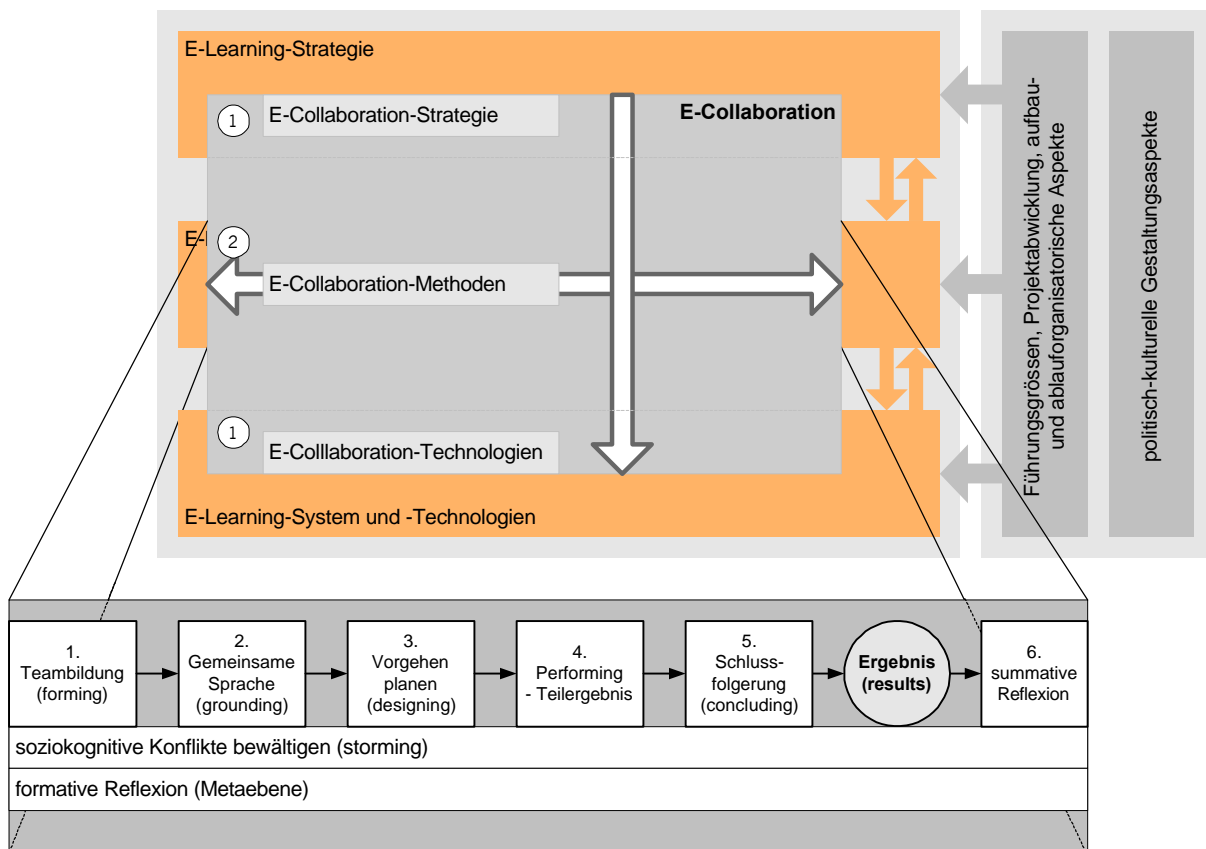 E-Learning-Strategie
1
E-Collaboration-Strategie
E-Collaboration
E-
2
E-Collaboration-Methoden
1
E-Colllaboration-Technologien
E-Learning-System und -Technologien
Führungsgrössen, Projektabwicklung, aufbau-
und ablauforganisatorische Aspekte
politisch-kulturelle Gestaltungsaspekte
1.
Teambildung
(forming)
2.
Gemeinsame
Sprache
(grounding)
3.
Vorgehen
planen
(designing)
4.
Performing
- Teilergebnis
5.
Schluss-
folgerung
(concluding)
Ergebnis
(results)
6.
summative
Reflexion
soziokognitive Konflikte bewältigen (storming)
formative Reflexion (Metaebene)